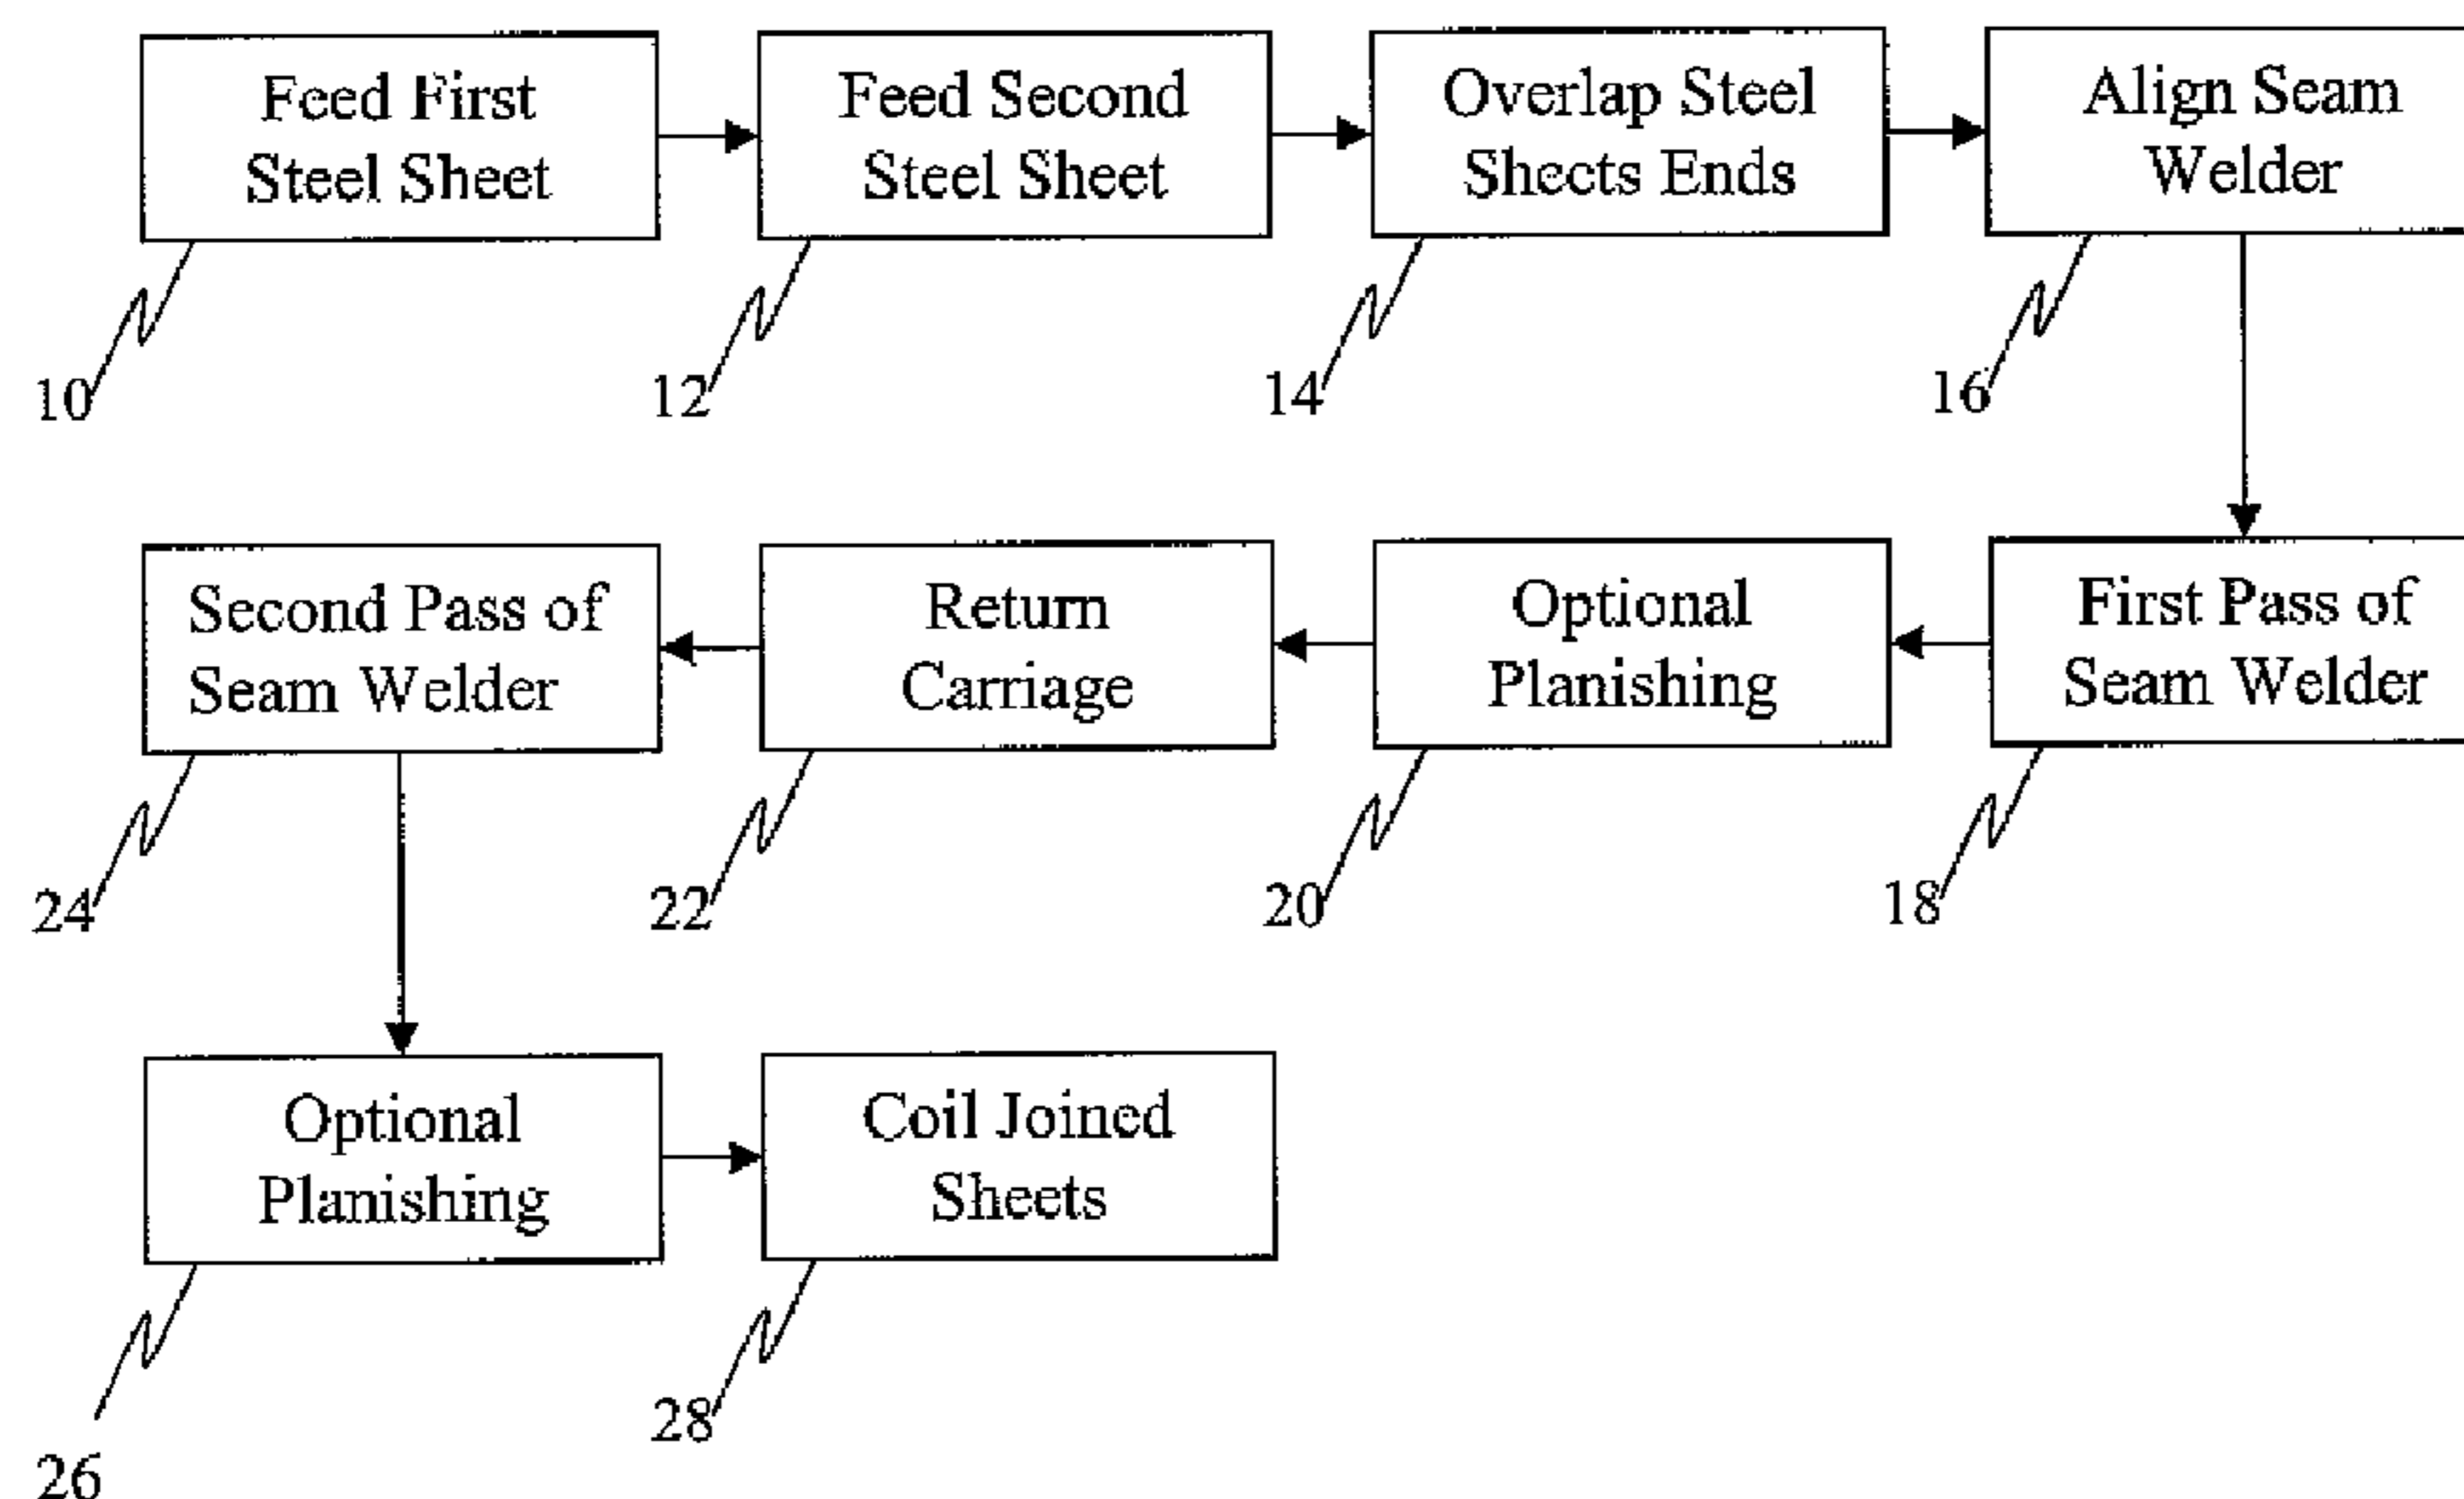 Feed First
Steel Sheet
Feed Second
Steel Sheet
Overlap Steel
Sheets Ends
Align Seam
Welder
10
12
14
16
Second Pass of
Seam Welder
Return
Carriage
Optional
Planishing
First Pass of
Seam Welder
24
22
20
18
Optional
Planishing
Coil Joined
Sheets
26
28